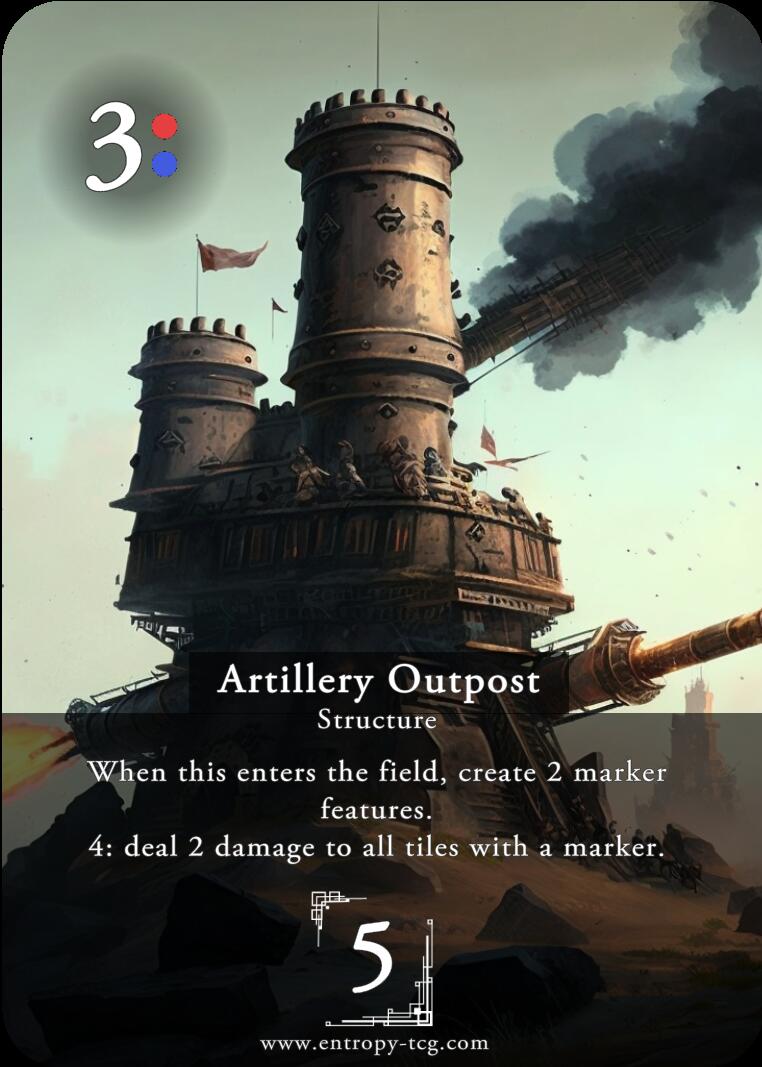 3:
Artillery Outpost
Structure
When this enters the field, create 2 marker
features.
4: deal 2 damage to all tiles with a marker.
5
www.entropy-tcg.com